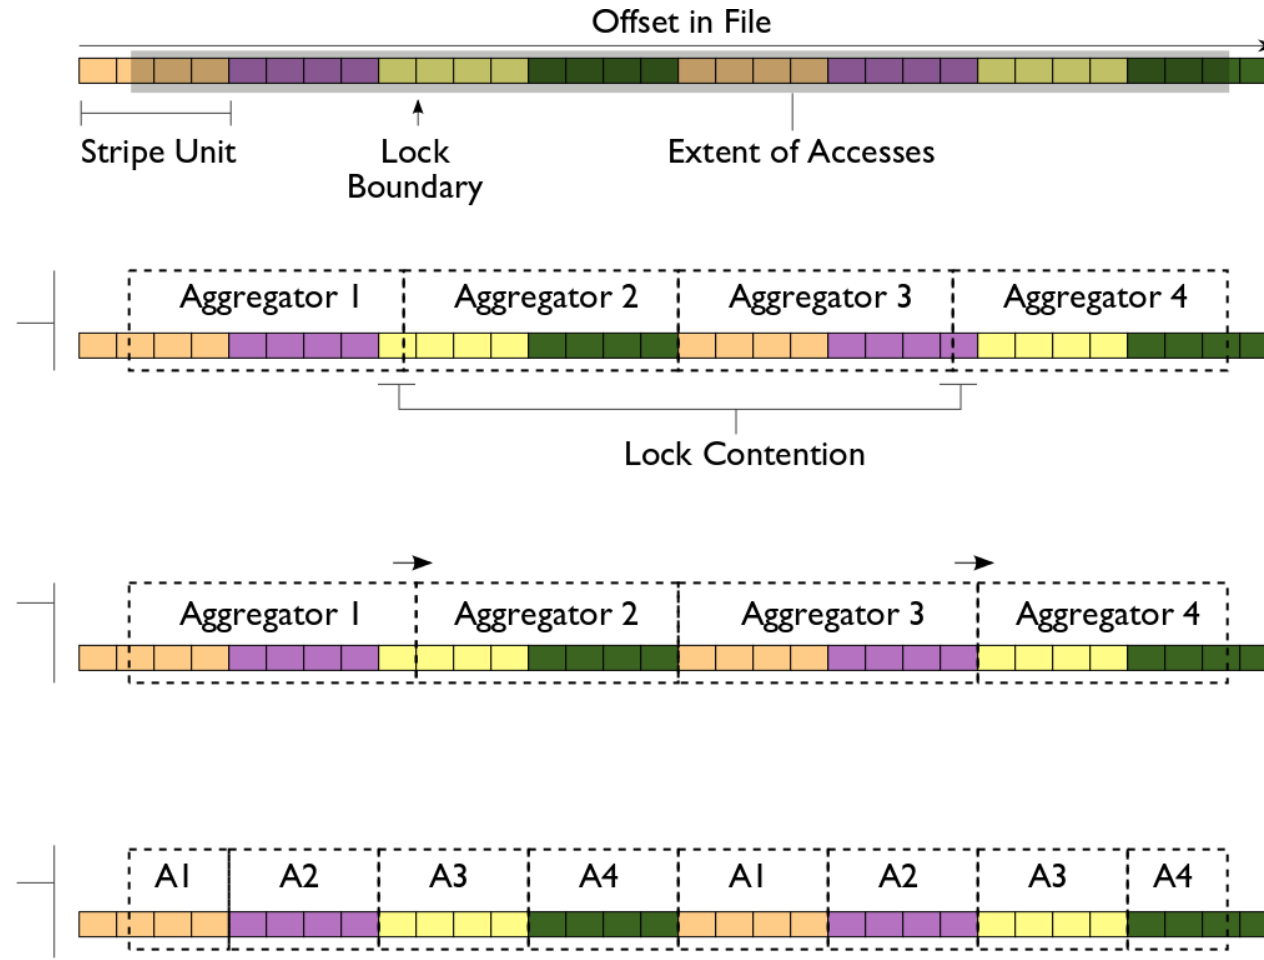 Offset in File
Stripe Unit
Lock
Boundary
Extent of Accesses
Aggregator 1
Aggregator 2
Aggregator 3
Aggregator 4
Lock Contention
Aggregator 1
Aggregator 2
Aggregator 3
Aggregator 4
A1
A2
A3
A4
A1
A2
A3
A4